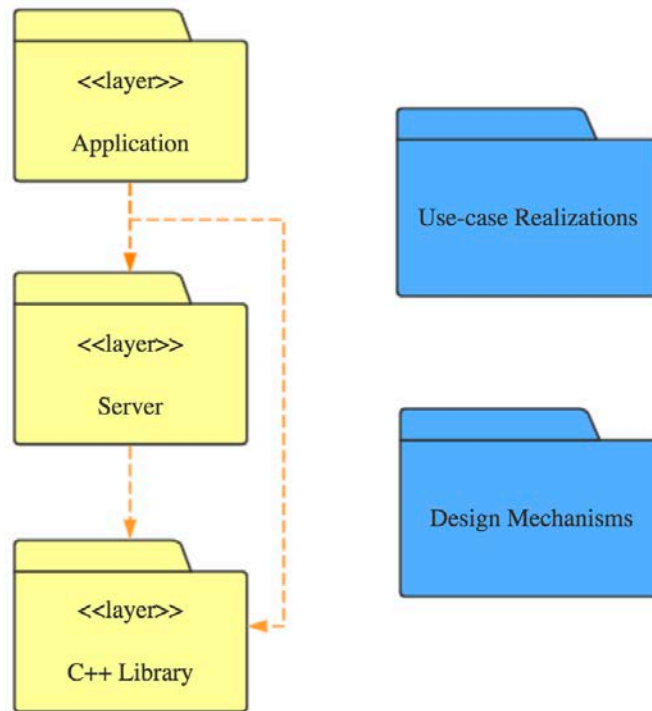 <<layer>>
Application
<<layer>>
Server
<<layer>>
C++ Library
Use-case Realizations
Design Mechanisms